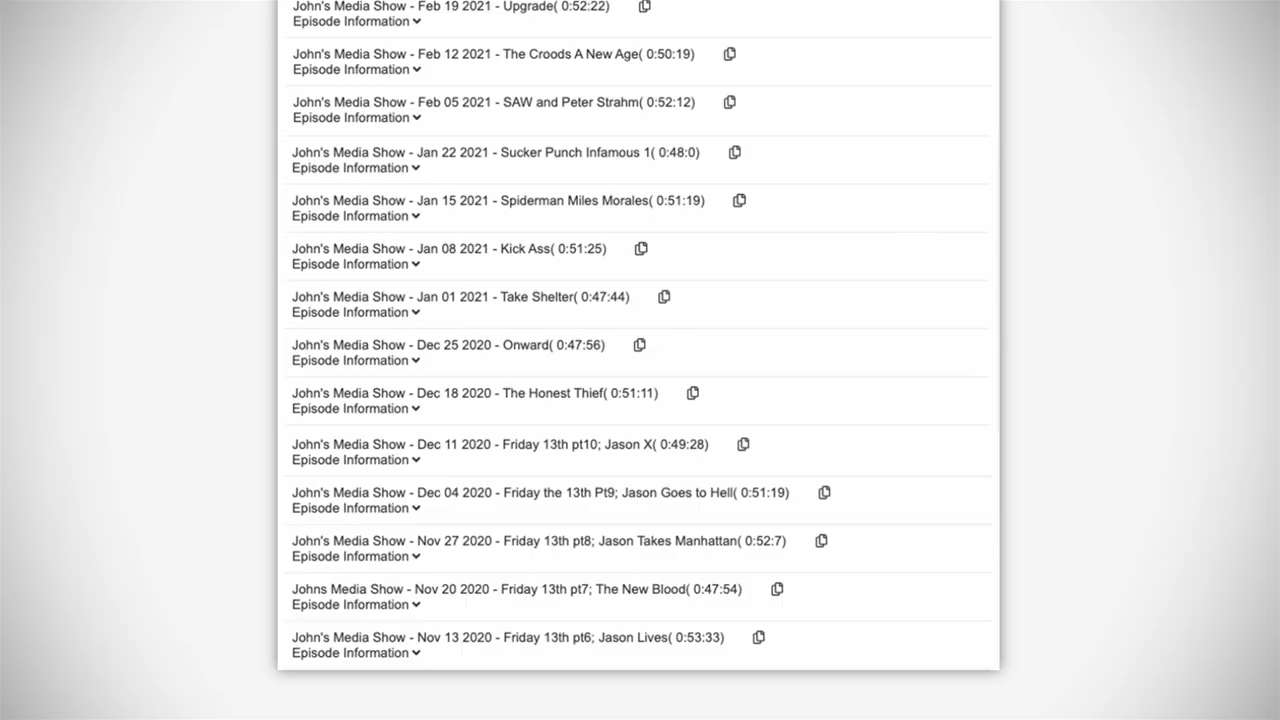 John's Media Show - Feb 19 2021 - Upgrade( 0:52:22)
Episode Information
John's Media Show - Feb 12 2021 - The Croods A New Age( 0:50:19)
Episode Information
John's Media Show - Feb 05 2021 - SAW and Peter Strahm( 0:52:12)
Episode Information
John's Media Show - Jan 22 2021 - Sucker Punch Infamous 1( 0:48:0)
Episode Information
John's Media Show - Jan 15 2021 - Spiderman Miles Morales( 0:51:19)
Episode Information
John's Media Show - Jan 08 2021 - Kick Ass( 0:51:25)
Episode Information
John's Media Show - Jan 01 2021 - Take Shelter( 0:47:44)
Episode Information
John's Media Show - Dec 25 2020 - Onward( 0:47:56)
Episode Information
John's Media Show - Dec 18 2020 - The Honest Thief( 0:51:11)
Episode Information
John's Media Show - Dec 11 2020 - Friday 13th pt10; Jason X( 0:49:28)
Episode Information
John's Media Show - Dec 04 2020 - Friday the 13th Pt9; Jason Goes to Hell( 0:51:19)
Episode Information
John's Media Show - Nov 27 2020 - Friday 13th pt8; Jason Takes Manhattan( 0:52:7)
Episode Information
Johns Media Show - Nov 20 2020 - Friday 13th pt7; The New Blood( 0:47:54)
Episode Information
John's Media Show - Nov 13 2020 - Friday 13th pt6; Jason Lives( 0:53:33)
Episode Information